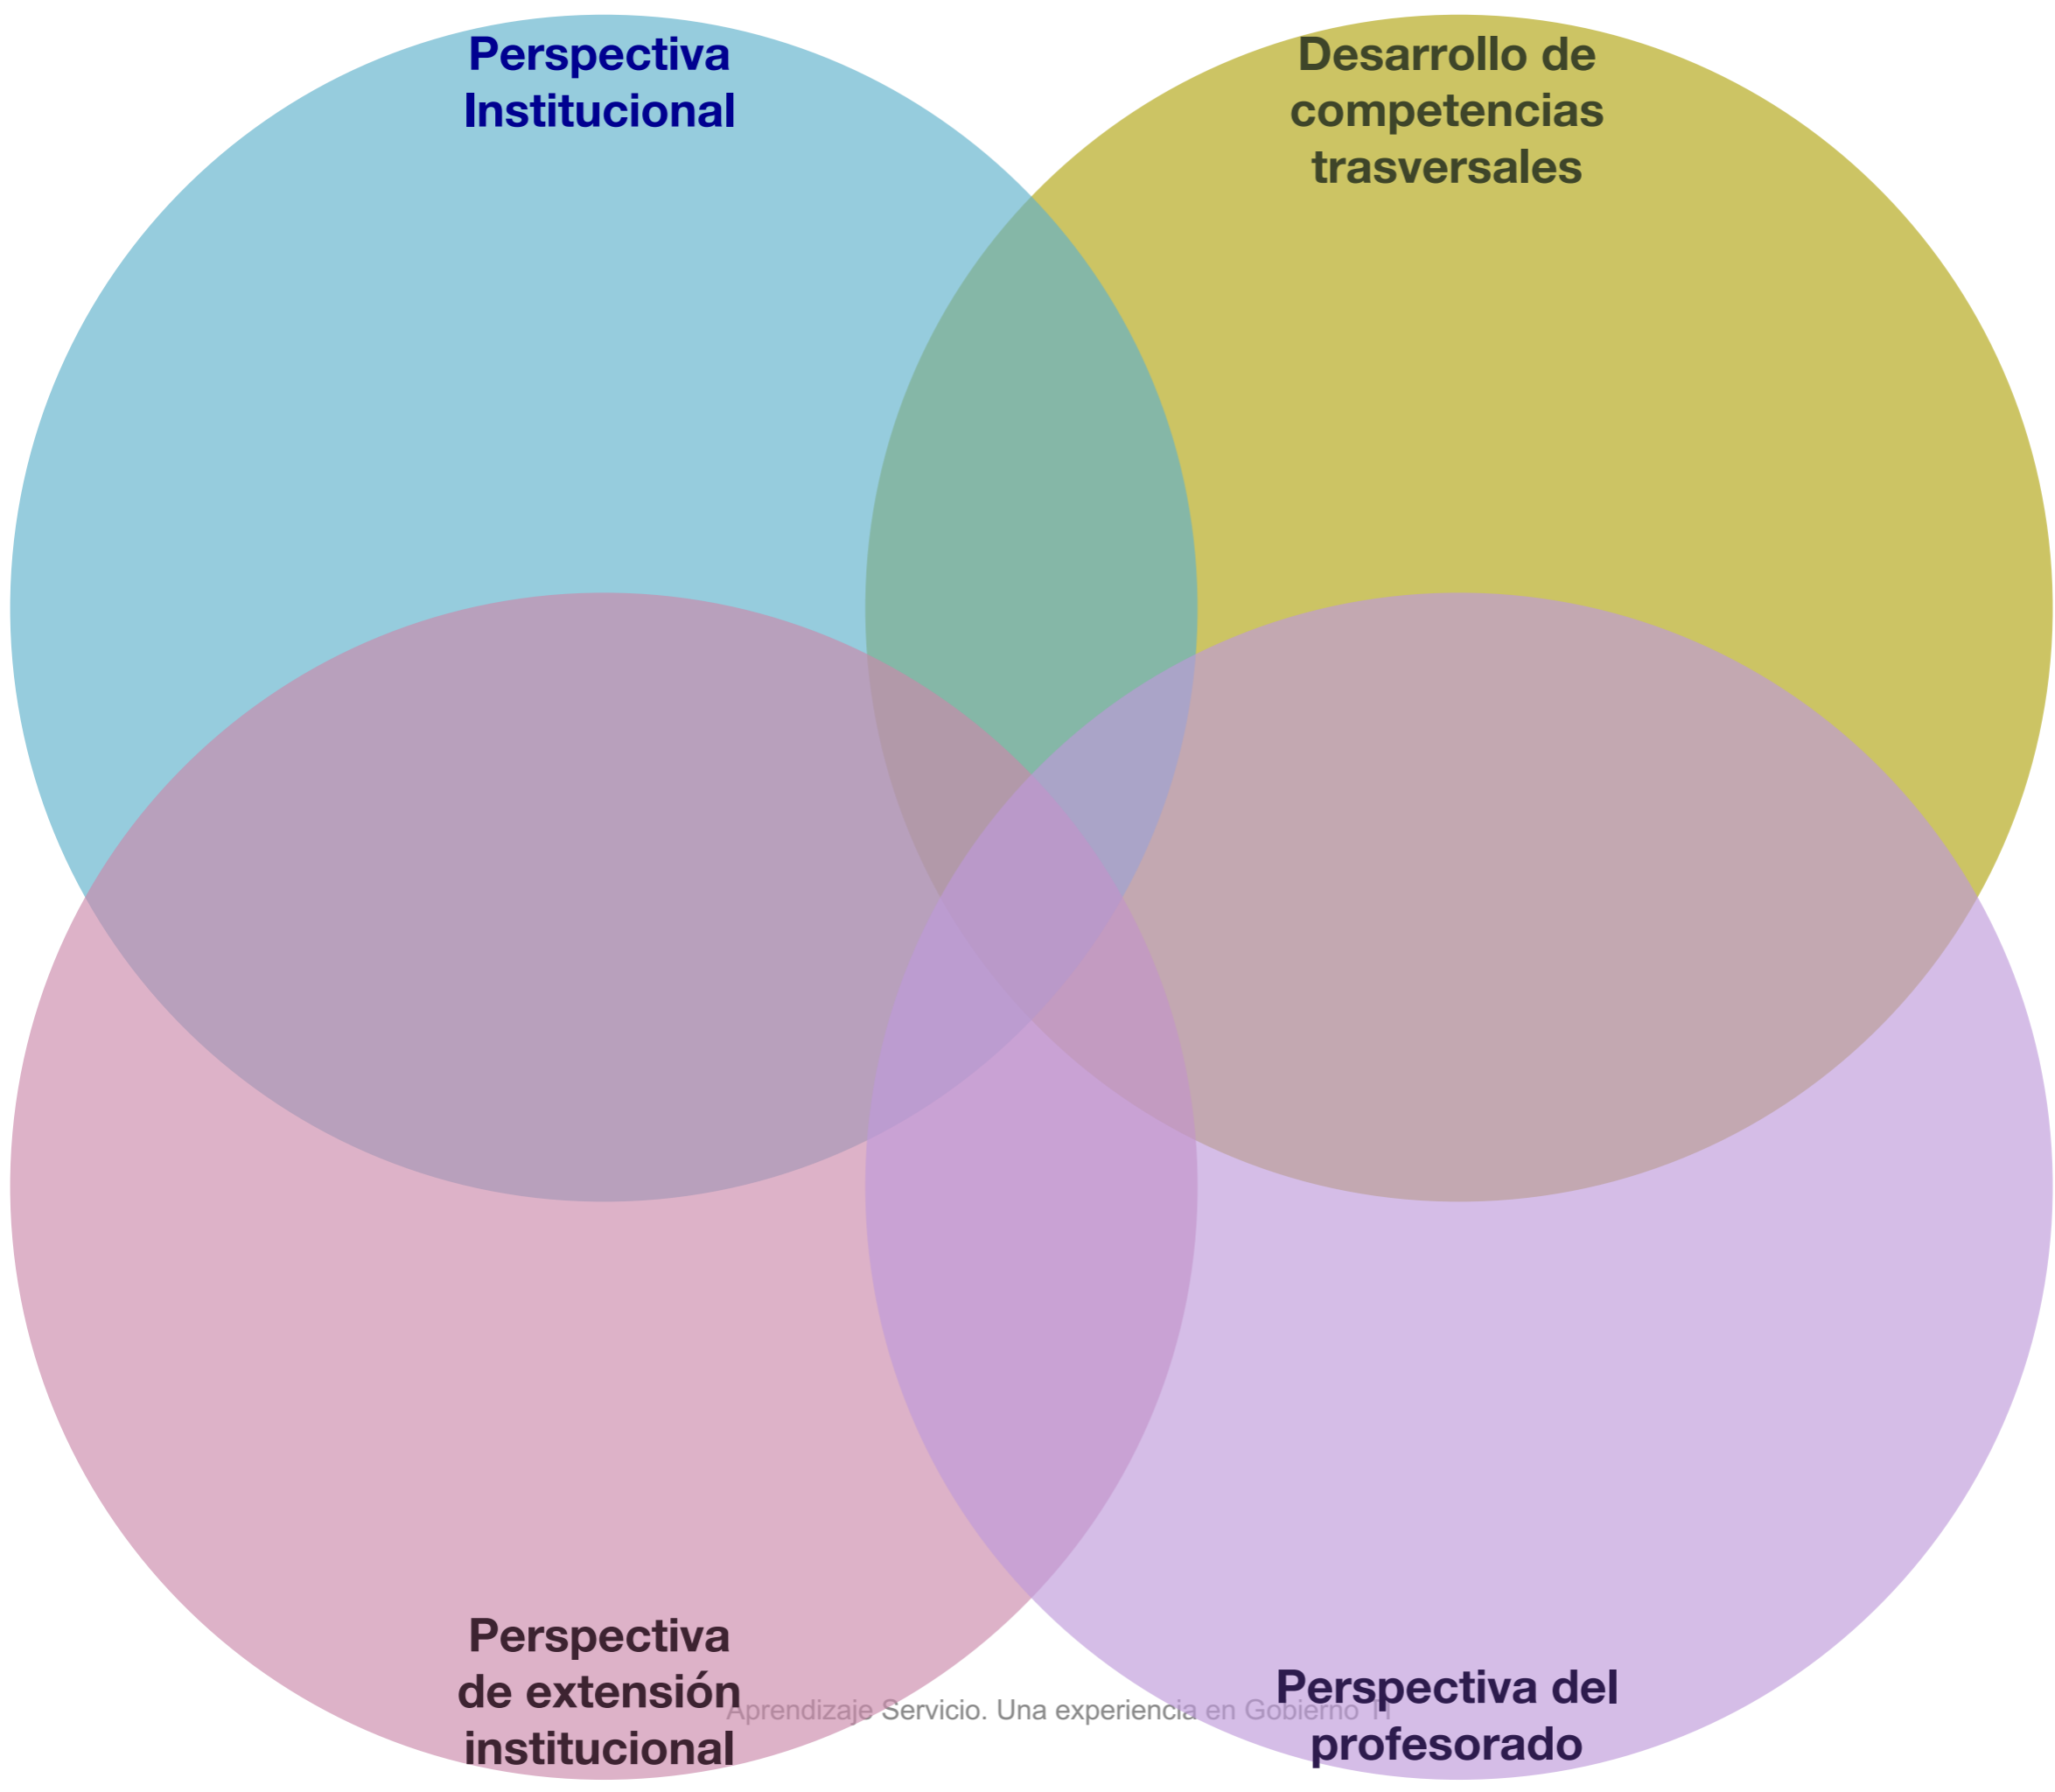 Perspectiva
Institucional
Desarrollo de
competencias
trasversales
Perspectiva
de extensión
institucional
Aprendizaje Servicio. Una experiencia en Gobierno TI
Perspectiva del
profesorado